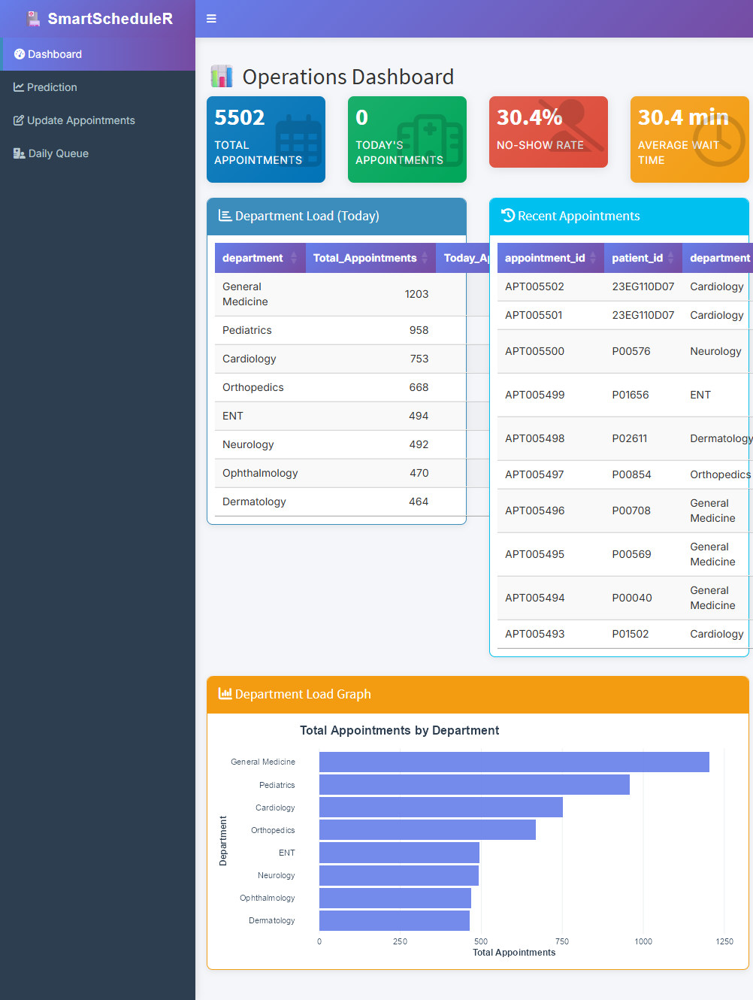 SmartScheduleR
Dashboard
Prediction
Update Appointments
Daily Queue
Operations Dashboard
5502
TOTAL
APPOINTMENTS
0
TODAY'S
APPOINTMENTS
30.4%
NO-SHOW RATE
30.4 min
AVERAGE WAIT
TIME
Department Load (Today)
department Total_Appointments Today_Ap
General
Medicine 1203
Pediatrics 958
Cardiology 753
Orthopedics 668
ENT 494
Neurology 492
Ophthalmology 470
Dermatology 464
Recent Appointments
appointment_id patient_id department
APT005502 23EG110D07 Cardiology
APT005501 23EG110D07 Cardiology
APT005500 P00576 Neurology
APT005499 P01656 ENT
APT005498 P02611 Dermatology
APT005497 P00854 Orthopedics
APT005496 P00708 General
Medicine
APT005495 P00569 General
Medicine
APT005494 P00040 General
Medicine
APT005493 P01502 Cardiology
Department Load Graph
Total Appointments by Department
Department
General Medicine
Pediatrics
Cardiology
Orthopedics
ENT
Neurology
Ophthalmology
Dermatology
0 250 500 750 1000 1250
Total Appointments